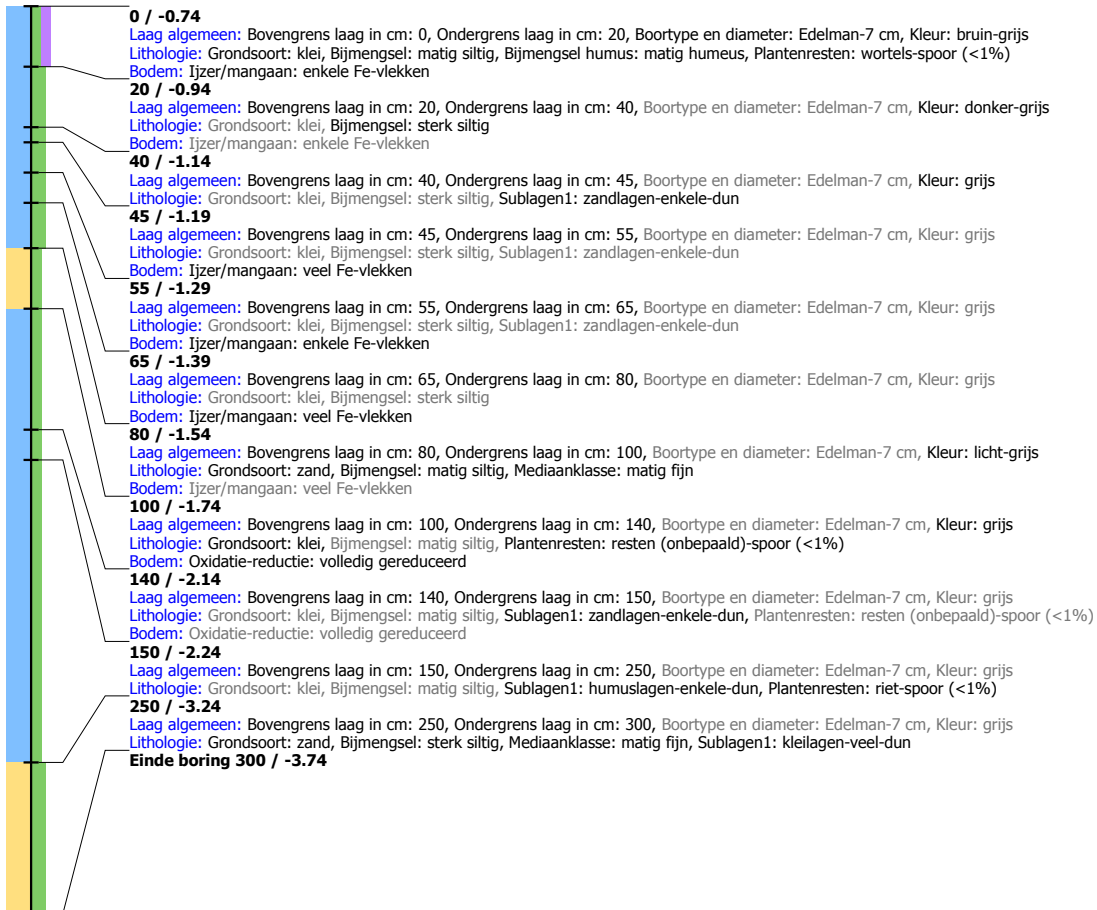 0 / -0.74
Laag algemeen: Bovengrens laag in cm: 0, Ondergrens laag in cm: 20, Boortype en diameter: Edelman-7 cm, Kleur: bruin-grijs
Lithologie: Grondsoort: klei, Bijmengsel: matig siltig, Bijmengsel humus: matig humeus, Plantenresten: wortels-spoor (<1%)
Bodem: Ijzer/mangaan: enkele Fe-vlekken
20 / -0.94
Laag algemeen: Bovengrens laag in cm: 20, Ondergrens laag in cm: 40, Boortype en diameter: Edelman-7 cm, Kleur: donker-grijs
Lithologie: Grondsoort: klei, Bijmengsel: sterk siltig
Bodem: Ijzer/mangaan: enkele Fe-vlekken
40 / -1.14
Laag algemeen: Bovengrens laag in cm: 40, Ondergrens laag in cm: 45, Boortype en diameter: Edelman-7 cm, Kleur: grijs
Lithologie: Grondsoort: klei, Bijmengsel: sterk siltig, Sublagen1: zandlagen-enkele-dun
45 / -1.19
Laag algemeen: Bovengrens laag in cm: 45, Ondergrens laag in cm: 55, Boortype en diameter: Edelman-7 cm, Kleur: grijs
Lithologie: Grondsoort: klei, Bijmengsel: sterk siltig, Sublagen1: zandlagen-enkele-dun
Bodem: Ijzer/mangaan: veel Fe-vlekken
55 / -1.29
Laag algemeen: Bovengrens laag in cm: 55, Ondergrens laag in cm: 65, Boortype en diameter: Edelman-7 cm, Kleur: grijs
Lithologie: Grondsoort: klei, Bijmengsel: sterk siltig, Sublagen1: zandlagen-enkele-dun
Bodem: Ijzer/mangaan: enkele Fe-vlekken
65 / -1.39
Laag algemeen: Bovengrens laag in cm: 65, Ondergrens laag in cm: 80, Boortype en diameter: Edelman-7 cm, Kleur: grijs
Lithologie: Grondsoort: klei, Bijmengsel: sterk siltig
Bodem: Ijzer/mangaan: veel Fe-vlekken
80 / -1.54
Laag algemeen: Bovengrens laag in cm: 80, Ondergrens laag in cm: 100, Boortype en diameter: Edelman-7 cm, Kleur: licht-grijs
Lithologie: Grondsoort: zand, Bijmengsel: matig siltig, Mediaanklasse: matig fijn
Bodem: Ijzer/mangaan: veel Fe-vlekken
100 / -1.74
Laag algemeen: Bovengrens laag in cm: 100, Ondergrens laag in cm: 140, Boortype en diameter: Edelman-7 cm, Kleur: grijs
Lithologie: Grondsoort: klei, Bijmengsel: matig siltig, Plantenresten: resten (onbepaald)-spoor (<1%)
Bodem: Oxidatie-reductie: volledig gereduceerd
140 / -2.14
Laag algemeen: Bovengrens laag in cm: 140, Ondergrens laag in cm: 150, Boortype en diameter: Edelman-7 cm, Kleur: grijs
Lithologie: Grondsoort: klei, Bijmengsel: matig siltig, Sublagen1: zandlagen-enkele-dun, Plantenresten: resten (onbepaald)-spoor (<1%)
Bodem: Oxidatie-reductie: volledig gereduceerd
150 / -2.24
Laag algemeen: Bovengrens laag in cm: 150, Ondergrens laag in cm: 250, Boortype en diameter: Edelman-7 cm, Kleur: grijs
Lithologie: Grondsoort: klei, Bijmengsel: matig siltig, Sublagen1: humuslagen-enkele-dun, Plantenresten: riet-spoor (<1%)
250 / -3.24
Laag algemeen: Bovengrens laag in cm: 250, Ondergrens laag in cm: 300, Boortype en diameter: Edelman-7 cm, Kleur: grijs
Lithologie: Grondsoort: zand, Bijmengsel: sterk siltig, Mediaanklasse: matig fijn, Sublagen1: kleilagen-veel-dun
Einde boring 300 / -3.74